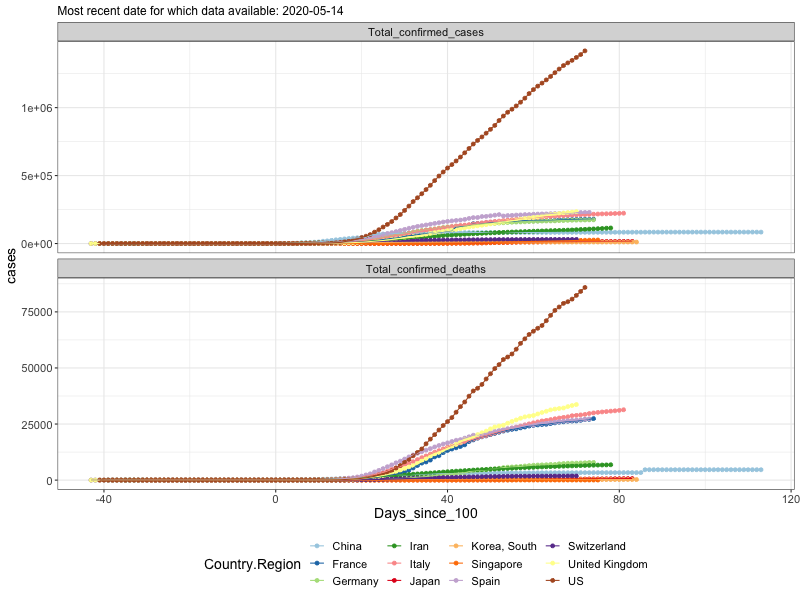 Most recent date for which data available: 2020-05-14
Total_confirmed_cases
1e+06
5e+05
0e+00
cases
Total_confirmed_deaths
75000
50000
25000
0
-40 0 40 80 120
Days_since_100
Country.Region
China Iran Korea, South Switzerland
France Italy Singapore United Kingdom
Germany Japan Spain US